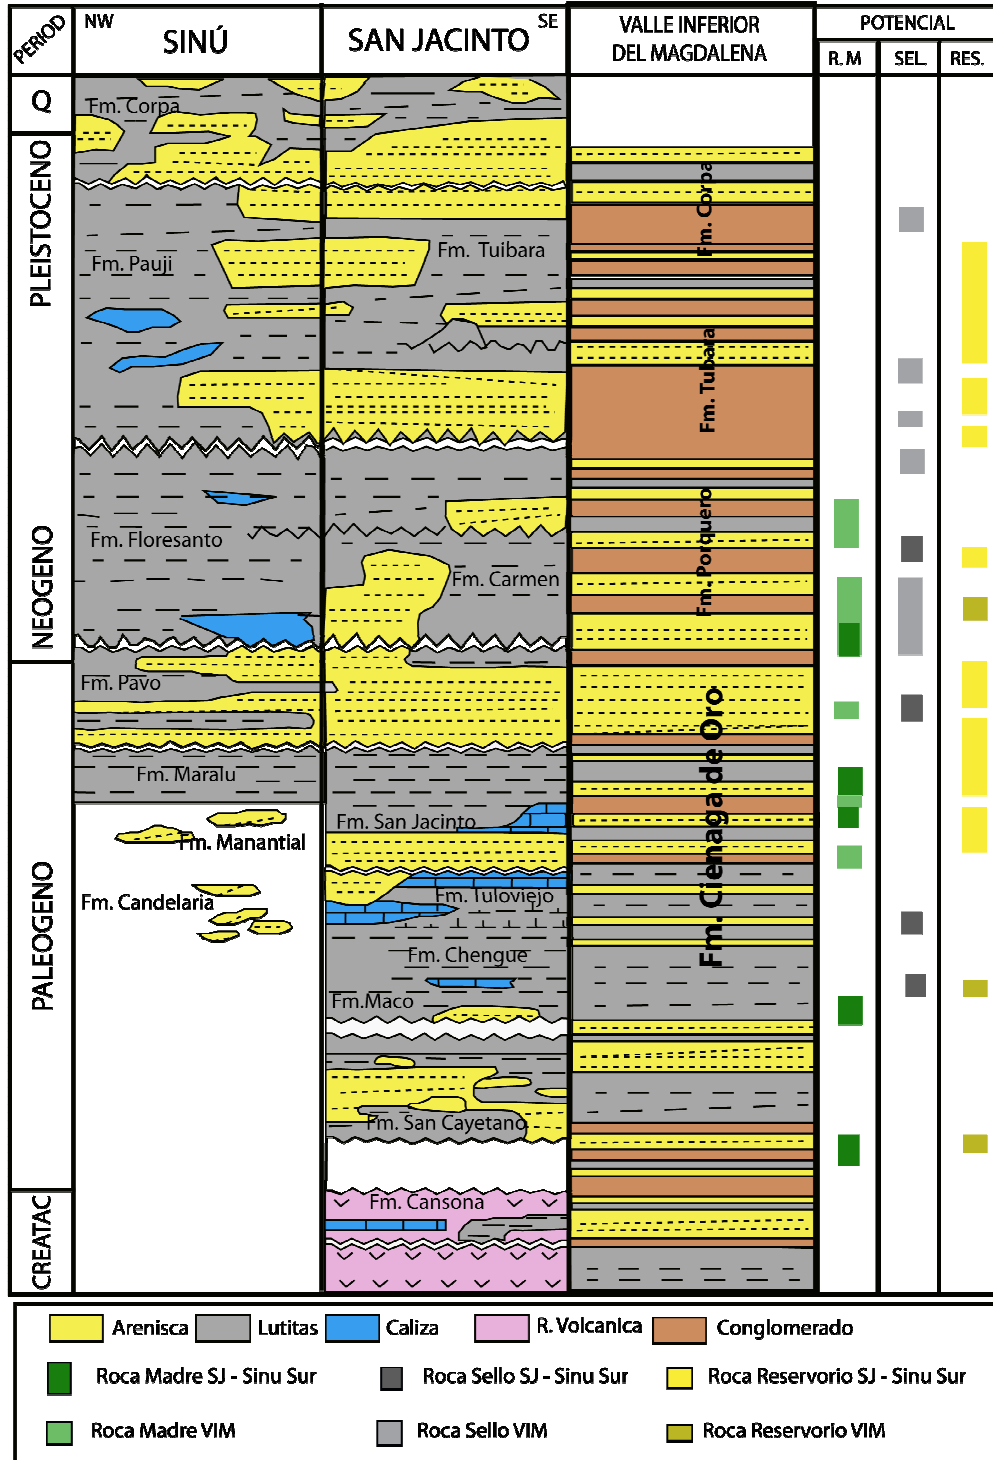 PERIOD
NW
SINÚ
SAN JACINTO
SE
VALLE INFERIOR
DEL MAGDALENA
POTENCIAL
R. M
SEL.
RES.
Q
PLEISTOCENO
NEOGENO
PALEOGENO
CREATAC
Fm. Corpa
Fm. Pauji
Fm. Floresanto
Fm. Pavo
Fm. Maralu
Fm. Manantial
Fm. Candelaria
Fm. Tuibara
Fm. Carmen
Fm. San Jacinto
Fm. Tuloviejo
Fm. Chengue
Fm.Maco
Fm. San Cayetano
Fm. Cansona
Fm. Corpa
Fm. Tubara
Fm. Porquero
Fm. Cienaga de Oro
Arenisca
Lutitas
Caliza
R. Volcanica
Conglomerado
Roca Madre SJ - Sinu Sur
Roca Sello SJ - Sinu Sur
Roca Reservorio SJ - Sinu Sur
Roca Madre VIM
Roca Sello VIM
Roca Reservorio VIM